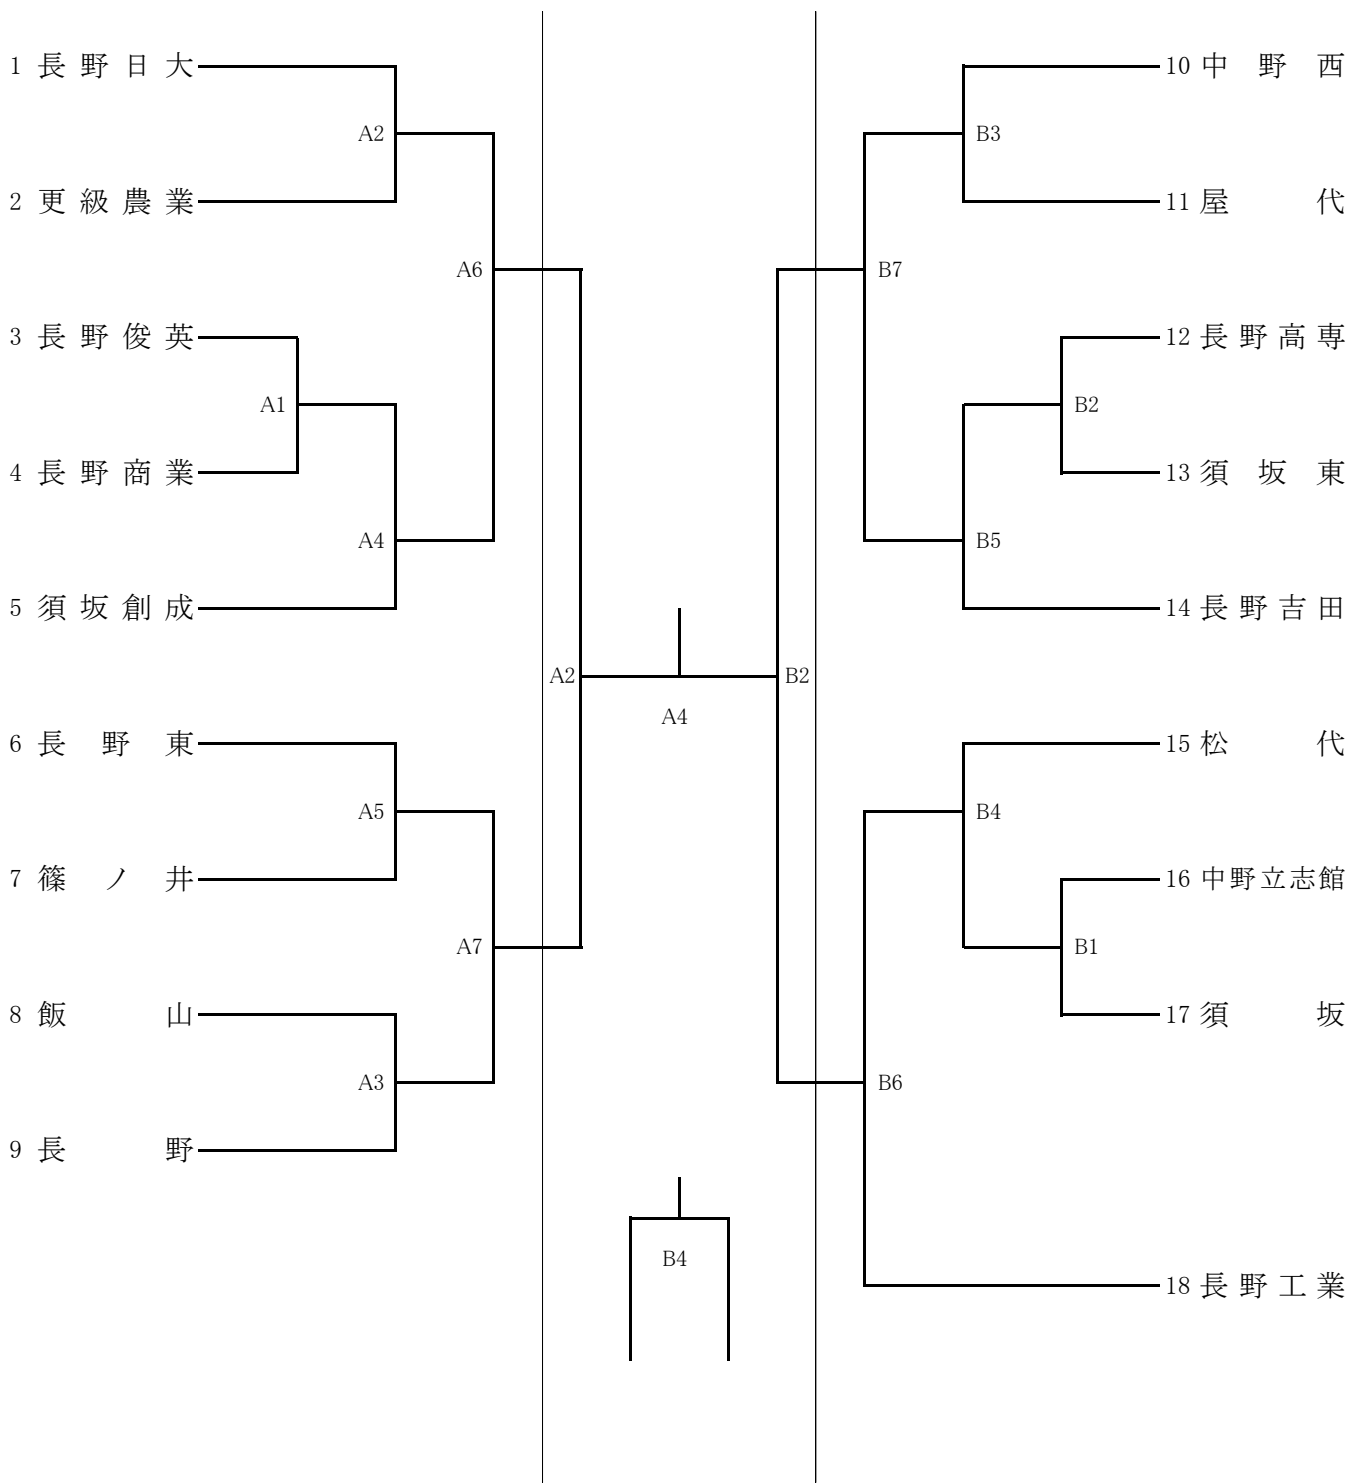 1 長野日大
A2
2 更級農業
A6
3 長野俊英
A1
4 長野商業
A4
5 須坂創成
A2
A4
6 長野東
A5
7 篠ノ井
A7
8 飯山
A3
9 長野
B4
10 中野西
B3
11 屋代
B7
12 長野高専
B2
13 須坂東
B5
14 長野吉田
B2
15 松代
B4
16 中野立志館
B1
17 須坂
B6
18 長野工業